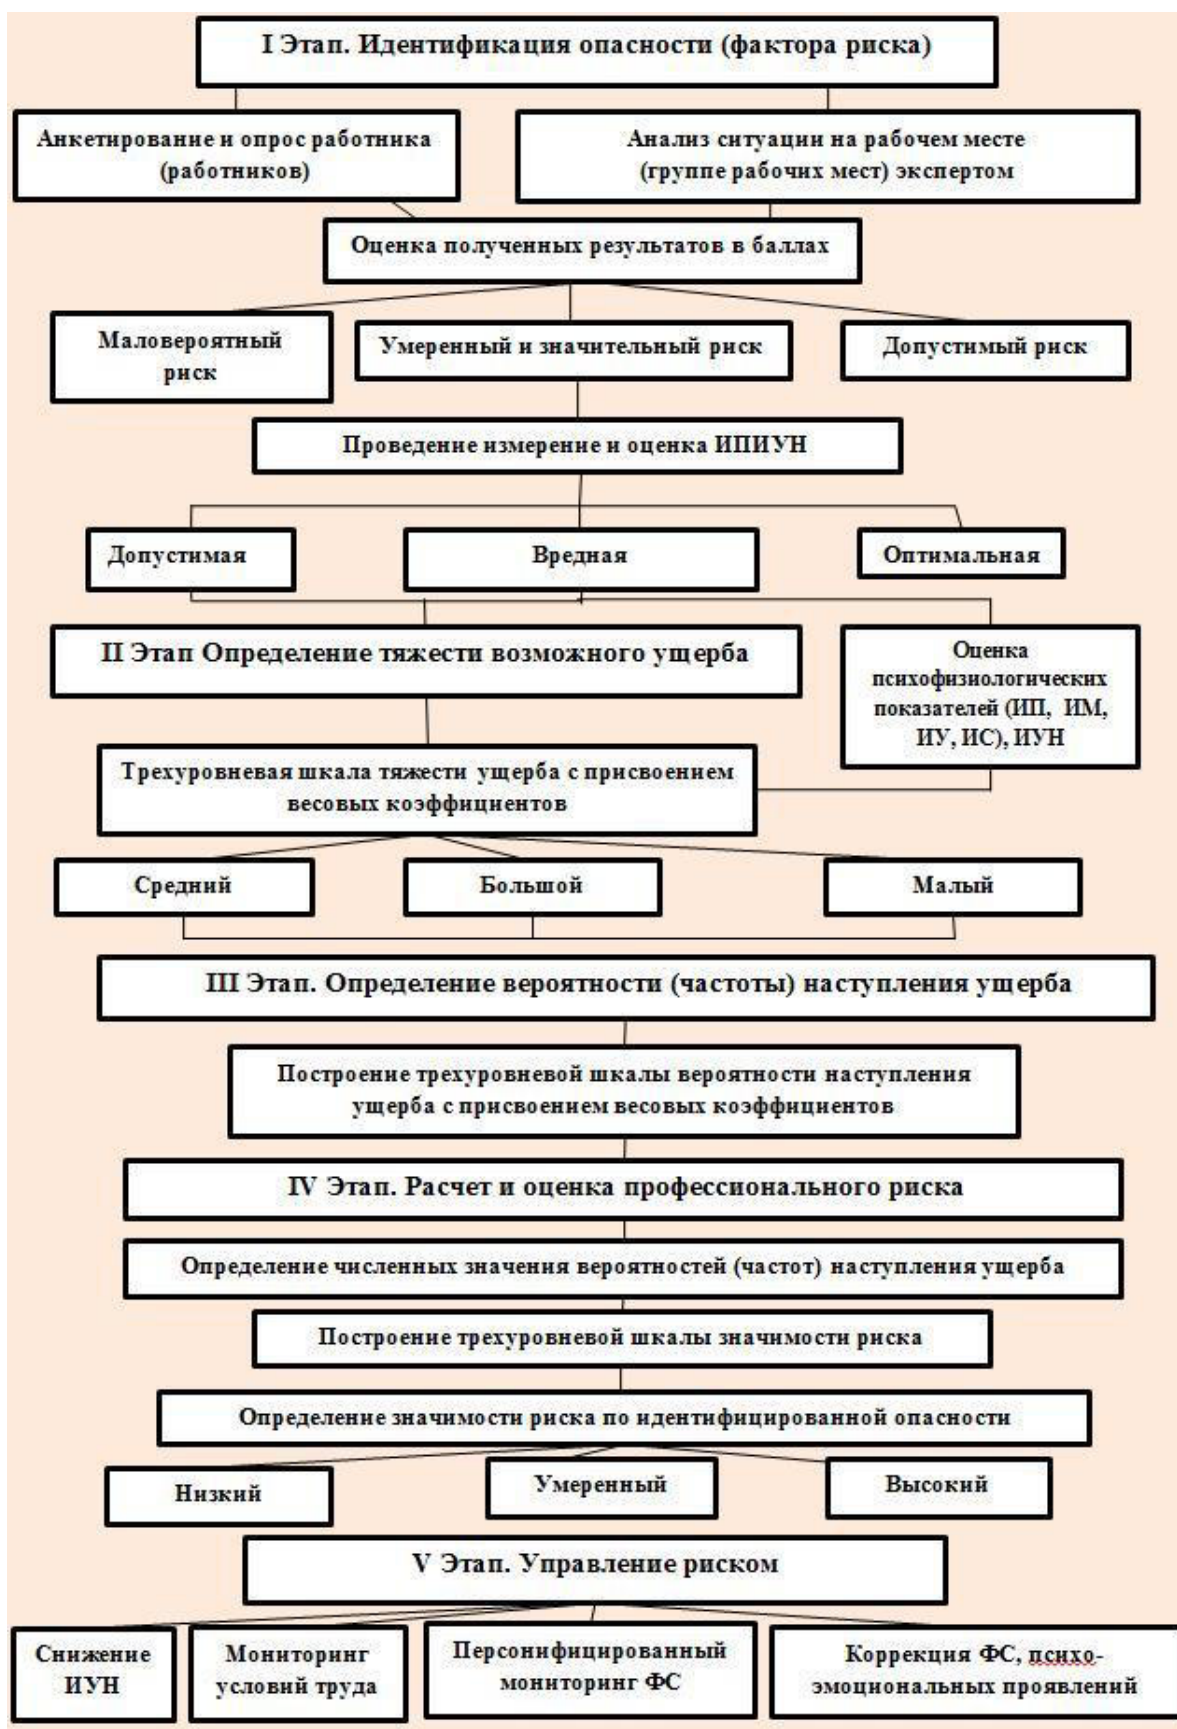 I Этап. Идентификация опасности (фактора риска)
Анкетирование и опрос работника
(работников)
Анализ ситуации на рабочем месте
(группе рабочих мест) экспертом
Оценка полученных результатов в баллах
Маловероятный
риск
Умеренный и значительный риск
Допустимый риск
Проведение измерение и оценка ИПИУН
Допустимая
Вредная
Оптимальная
II Этап Определение тяжести возможного ущерба
Оценка
психофизиологических
показателей (ИП, ИМ,
ИУ, ИС), ИУН
Трехуровневая шкала тяжести ущерба с присвоением
весовых коэффициентов
Средний
Большой
Малый
III Этап. Определение вероятности (частоты) наступления ущерба
Построение трехуровневой шкалы вероятности наступления
ущерба с присвоением весовых коэффициентов
IV Этап. Расчет и оценка профессионального риска
Определение численных значения вероятностей (частот) наступления ущерба
Построение трехуровневой шкалы значимости риска
Определение значимости риска по идентифицированной опасности
Низкий
Умеренный
Высокий
V Этап. Управление риском
Снижение
ИУН
Мониторинг
условий труда
Персонифицированный
мониторинг ФС
Коррекция ФС, психо-
эмоциональных проявлений